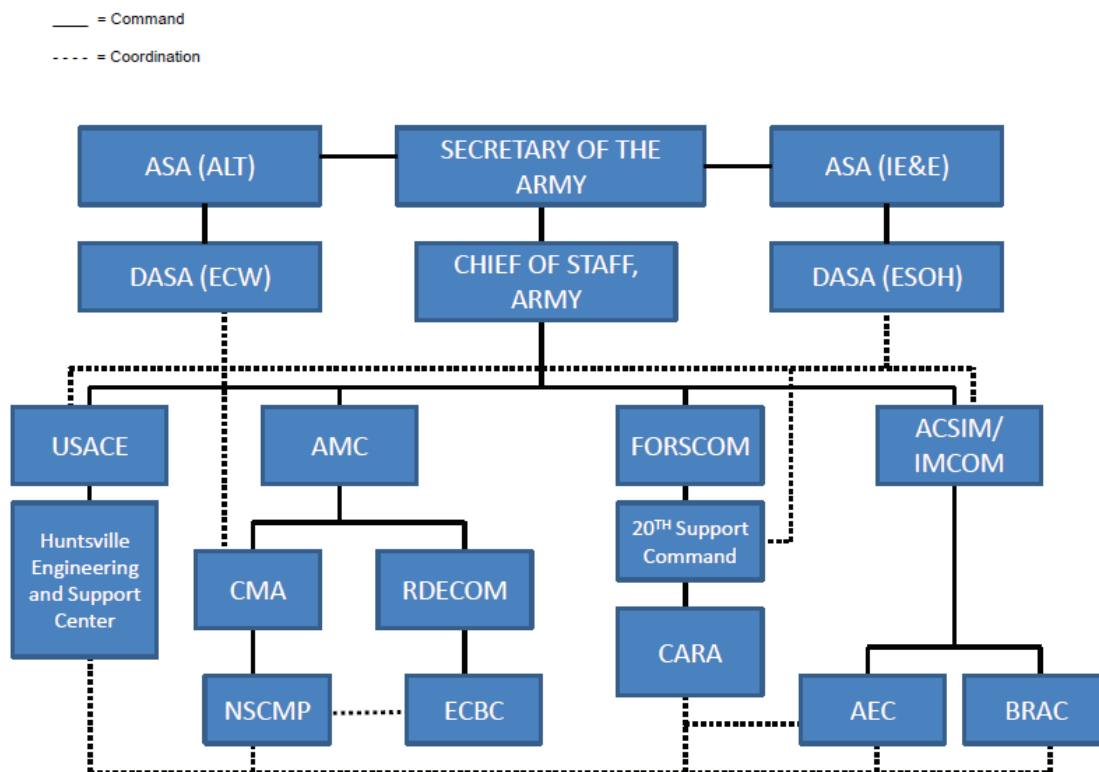 ____ = Command
- - - - = Coordination
ASA (ALT)
SECRETARY OF THE
ARMY
ASA (IE&E)
DASA (ECW)
CHIEF OF STAFF,
ARMY
DASA (ESOH)
USACE
AMC
FORSCOM
ACSIM/
IMCOM
Huntsville
Engineering
and Support
Center
20TH Support
Command
CMA
RDECOM
CARA
NSCMP
ECBC
AEC
BRAC